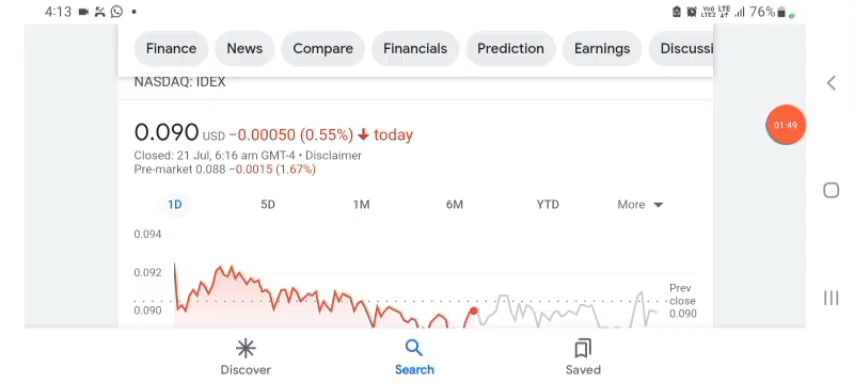 4:13
Vo0 LTE
LTE2
76%
Finance News Compare Financials Prediction Earnings Discussi
NASDAQ: IDEX
0.090 USD −0.00050 (0.55%) today
Closed: 21 Jul, 6:16 am GMT-4 • Disclaimer
Pre-market 0.088 −0.0015 (1.67%)
01:49
1D 5D 1M 6M YTD More
0.094
0.092
0.090
Prev
close
0.090
Discover Search Saved